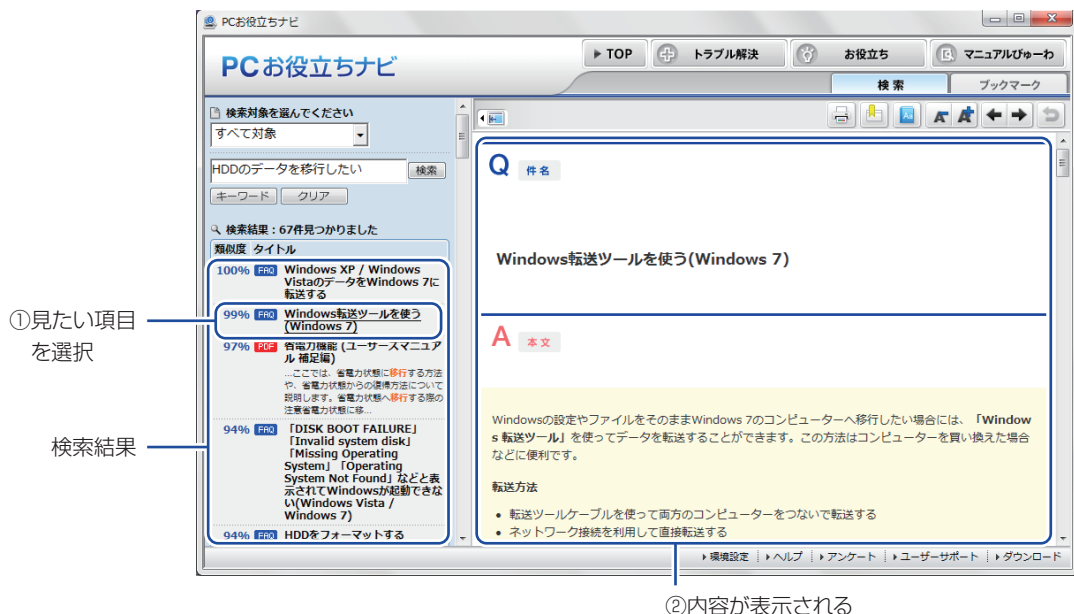 PCお役立ちナビ
PCお役立ちナビ
TOP
トラブル解決
お役立ち
マニュアルびゅーわ
検索
ブックマーク
検索対象を選んでください
すべて対象
HDDのデータを移行したい
検索
キーワード
クリア
検索結果：67件見つかりました
類似度 タイトル
100% FAQ Windows XP / Windows
VistaのデータをWindows 7に
転送する
99% FAQ Windows転送ツールを使う
(Windows 7)
97% PDF 省電力機能 (ユーザーズマニュア
ル 補足編)
...ここでは、省電力状態に移行する方法
や、省電力状態からの復帰方法について
説明します。省電力状態へ移行する際の
注意省電力状態に移...
94% FAQ 「DISK BOOT FAILURE」
「Invalid system disk」
「Missing Operating
System」「Operating
System Not Found」などと表
示されてWindowsが起動できな
い(Windows Vista /
Windows 7)
94% FAQ HDDをフォーマットする
Q 件名
Windows転送ツールを使う(Windows 7)
A 本文
Windowsの設定やファイルをそのままWindows 7のコンピューターへ移行したい場合には、「Window
s 転送ツール」を使ってデータを転送することができます。この方法はコンピューターを買い換えた場合
などに便利です。
転送方法
• 転送ツールケーブルを使って両方のコンピューターをつないで転送する
• ネットワーク接続を利用して直接転送する
環境設定
ヘルプ
アンケート
ユーザーサポート
ダウンロード
①見たい項目
を選択
検索結果
②内容が表示される